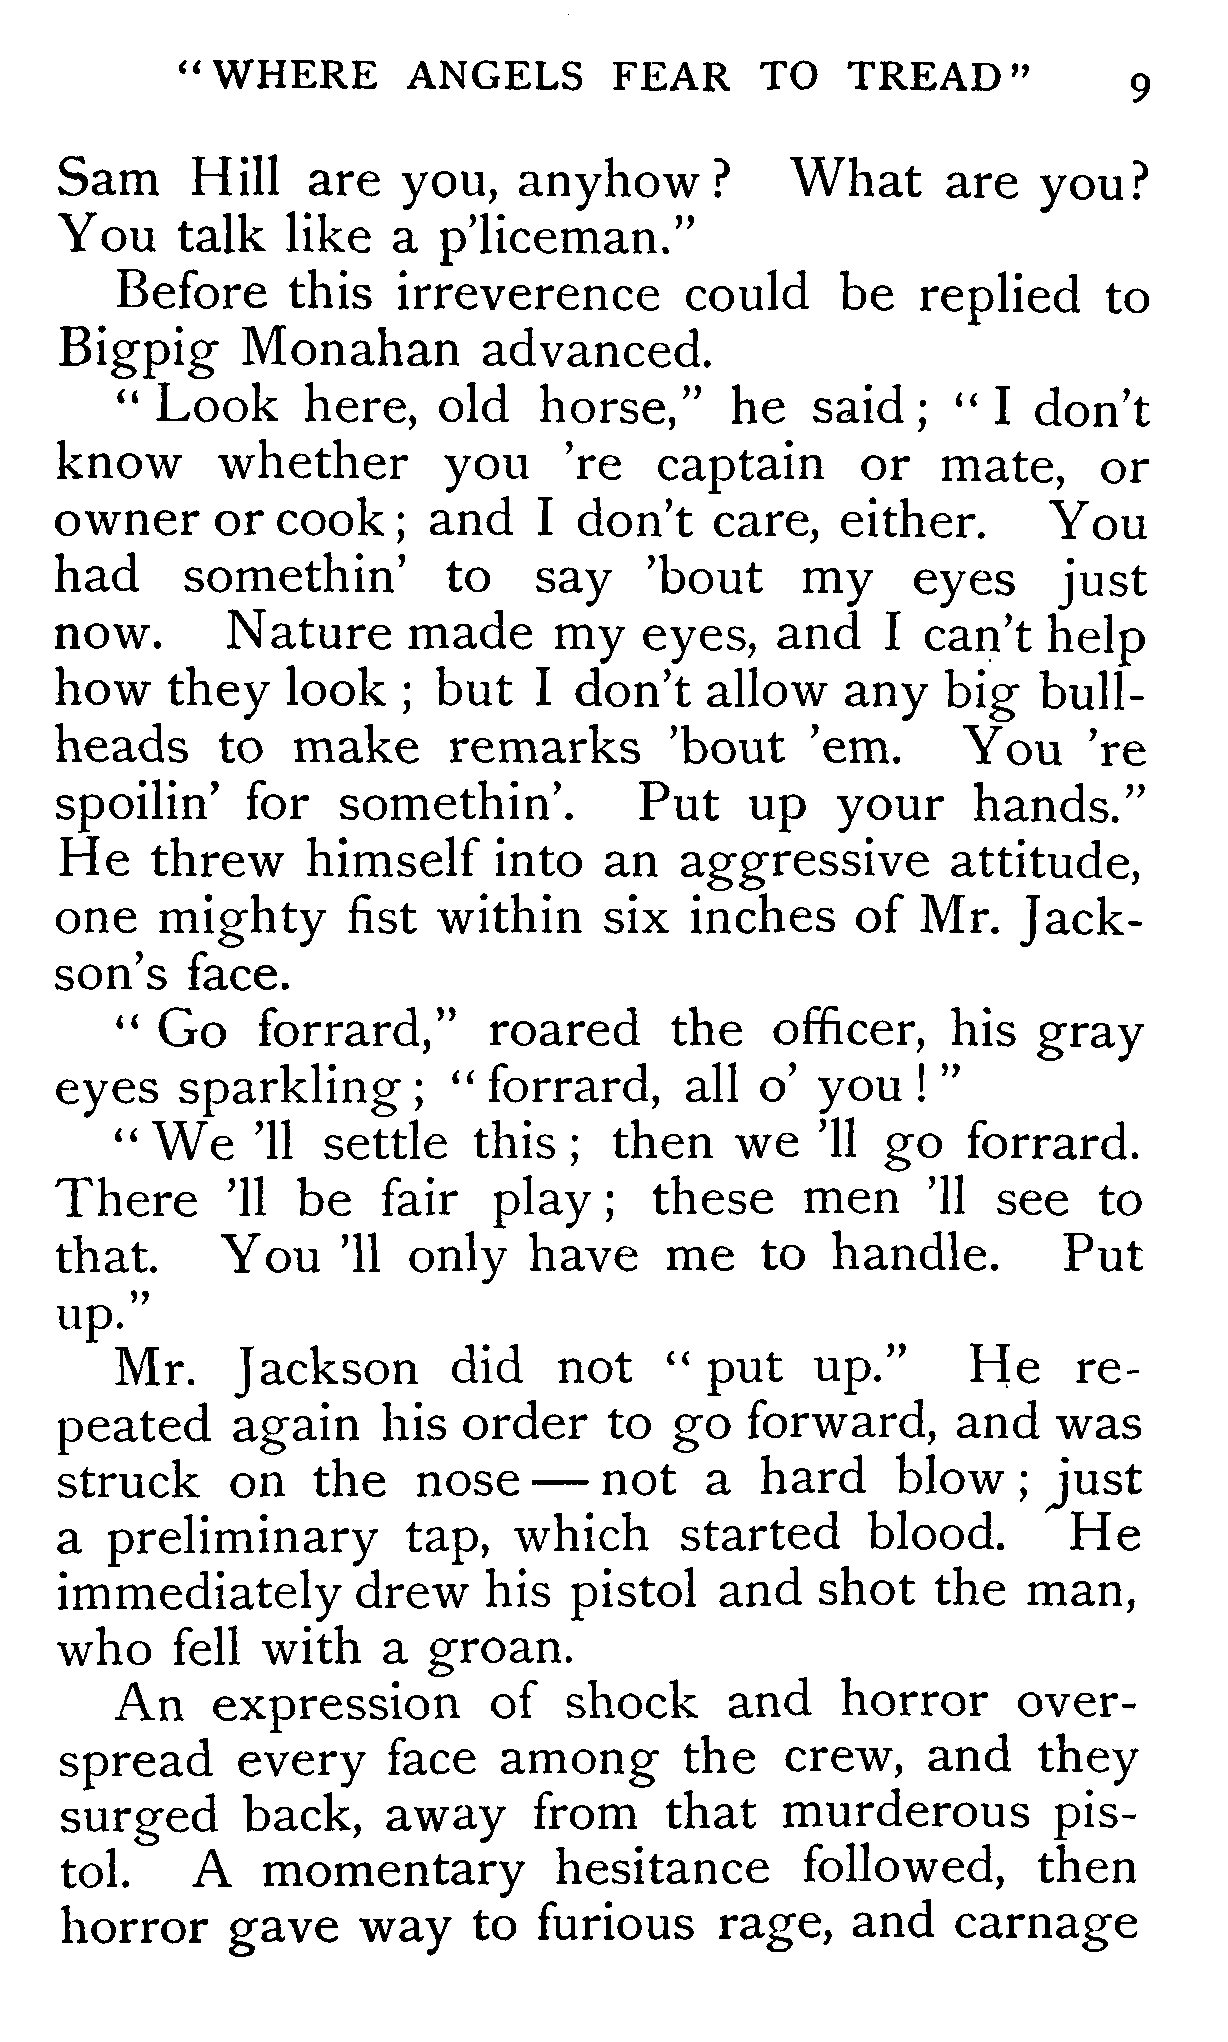 "WHERE ANGELS FEAR TO TREAD" 9
Sam Hill are you, anyhow? What are you?
You talk like a p'liceman."
Before this irreverence could be replied to
Bigpig Monahan advanced.
"Look here, old horse," he said; "I don't
know whether you 're captain or mate, or
owner or cook; and I don't care, either. You
had somethin' to say 'bout my eyes just
now. Nature made my eyes, and I can't help
how they look; but I don't allow any big bull-
heads to make remarks 'bout 'em. You 're
spoilin' for somethin'. Put up your hands."
He threw himself into an aggressive attitude,
one mighty fist within six inches of Mr. Jack-
son's face.
"Go forrard," roared the officer, his gray
eyes sparkling; "forrard, all o' you!"
"We 'll settle this; then we 'll go forrard.
There 'll be fair play; these men 'll see to
that. You 'll only have me to handle. Put
up."
Mr. Jackson did not "put up." He re-
peated again his order to go forward, and was
struck on the nose — not a hard blow; just
a preliminary tap, which started blood. He
immediately drew his pistol and shot the man,
who fell with a groan.
An expression of shock and horror over-
spread every face among the crew, and they
surged back, away from that murderous pis-
tol. A momentary hesitance followed, then
horror gave way to furious rage, and carnage